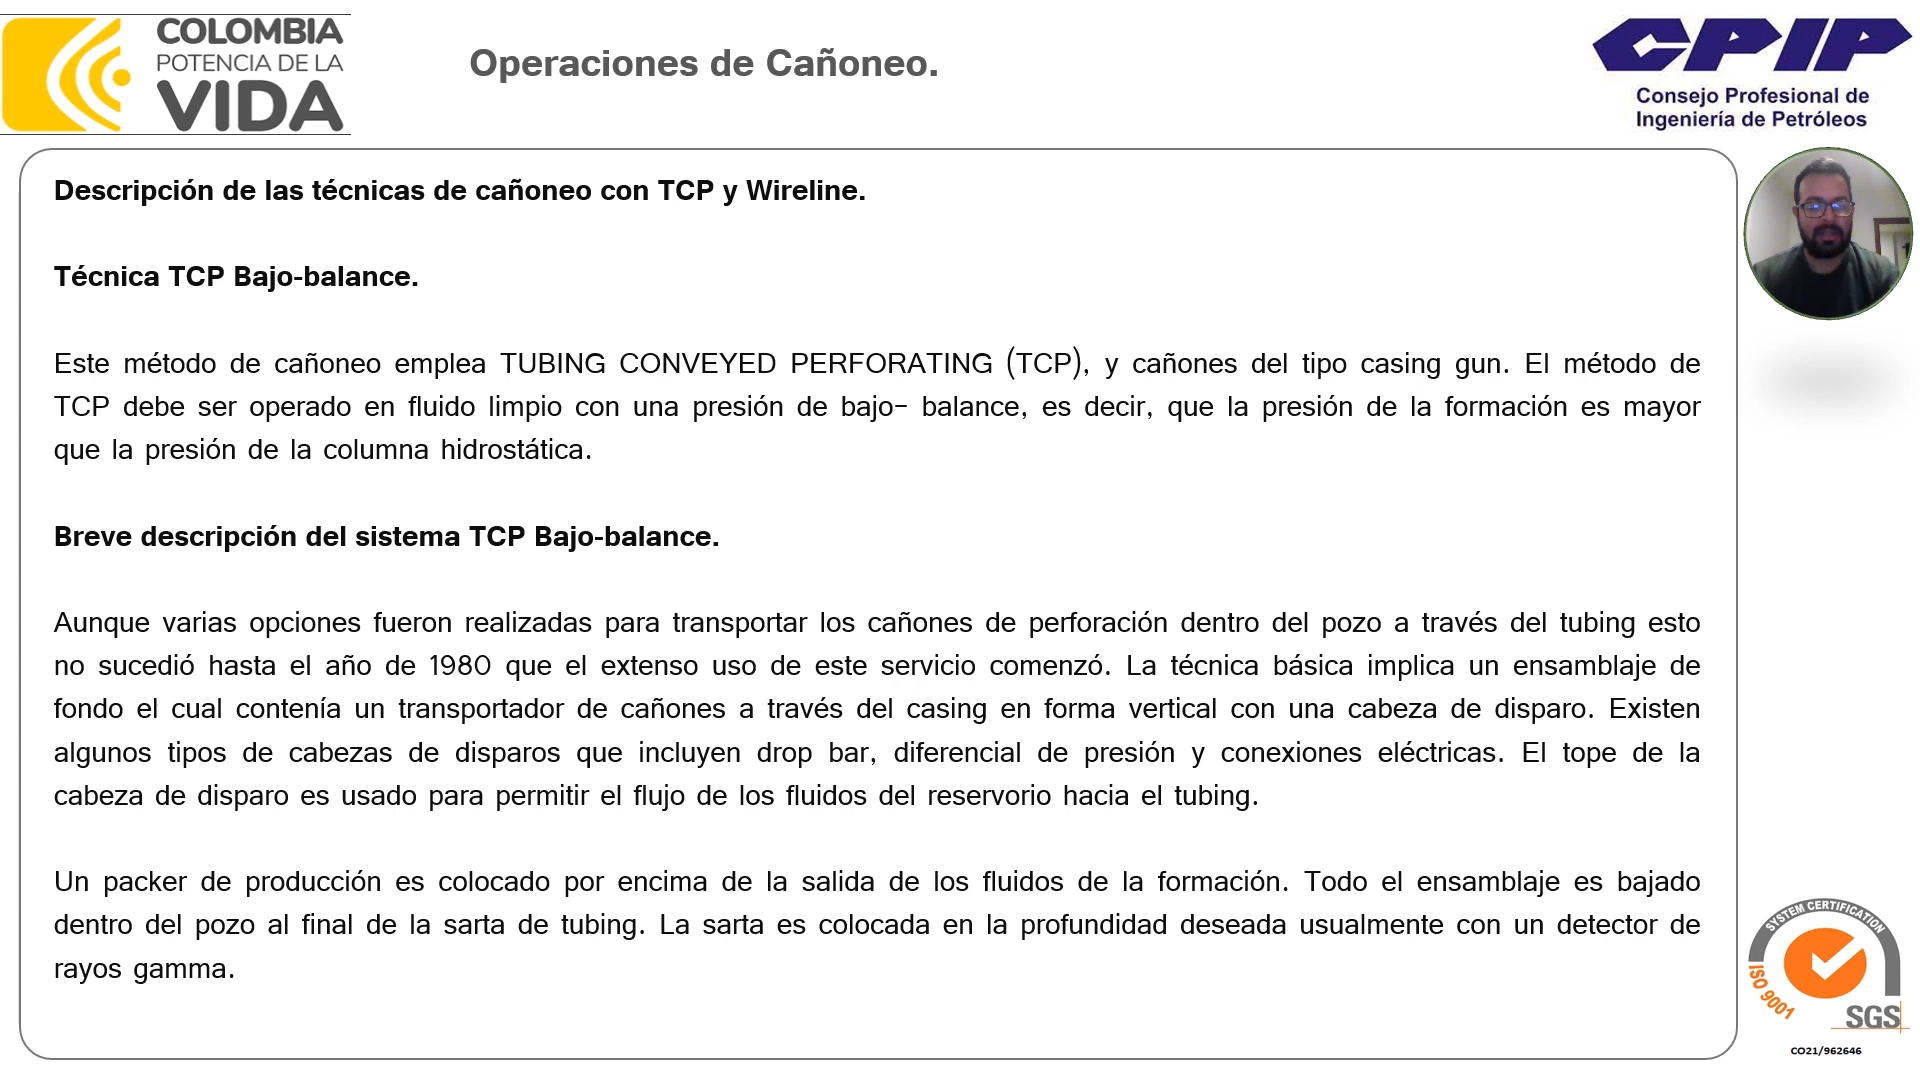 COLOMBIA
POTENCIA DE LA
VIDA
Operaciones de Cañoneo.
CPIP
Consejo Profesional de
Ingeniería de Petróleos
Descripción de las técnicas de cañoneo con TCP y Wireline.
Técnica TCP Bajo-balance.
Este método de cañoneo emplea TUBING CONVEYED PERFORATING (TCP), y cañones del tipo casing gun. El método de
TCP debe ser operado en fluido limpio con una presión de bajo- balance, es decir, que la presión de la formación es mayor
que la presión de la columna hidrostática.
Breve descripción del sistema TCP Bajo-balance.
Aunque varias opciones fueron realizadas para transportar los cañones de perforación dentro del pozo a través del tubing esto
no sucedió hasta el año de 1980 que el extenso uso de este servicio comenzó. La técnica básica implica un ensamblaje de
fondo el cual contenía un transportador de cañones a través del casing en forma vertical con una cabeza de disparo. Existen
algunos tipos de cabezas de disparos que incluyen drop bar, diferencial de presión y conexiones eléctricas. El tope de la
cabeza de disparo es usado para permitir el flujo de los fluidos del reservorio hacia el tubing.
Un packer de producción es colocado por encima de la salida de los fluidos de la formación. Todo el ensamblaje es bajado
dentro del pozo al final de la sarta de tubing. La sarta es colocada en la profundidad deseada usualmente con un detector de
rayos gamma.
SYSTEM CERTIFICATION
ISO 9001
SGS
CO21/962646